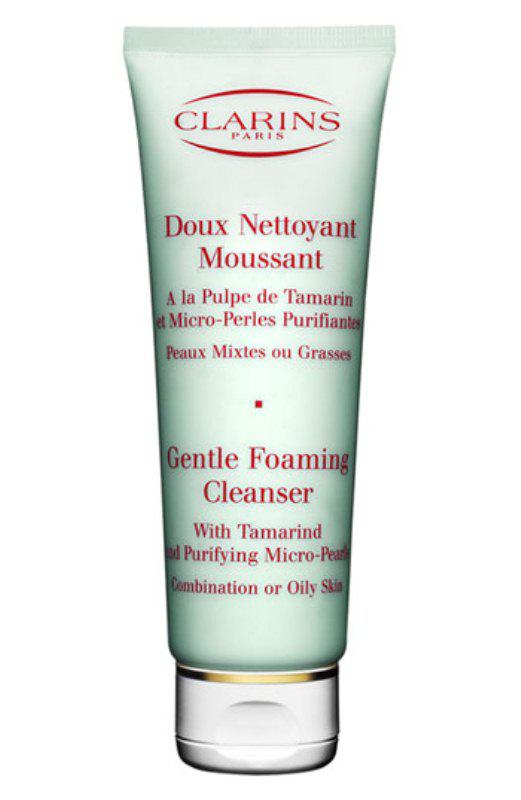 CLARINS
PARIS
Doux Nettoyant
Moussant
A la Pulpe de Tamarin
et Micro-Perles Purifiantes
Peaux Mixtes ou Grasses
Gentle Foaming
Cleanser
With Tamarind
and Purifying Micro-Pearls
Combination or Oily Skin